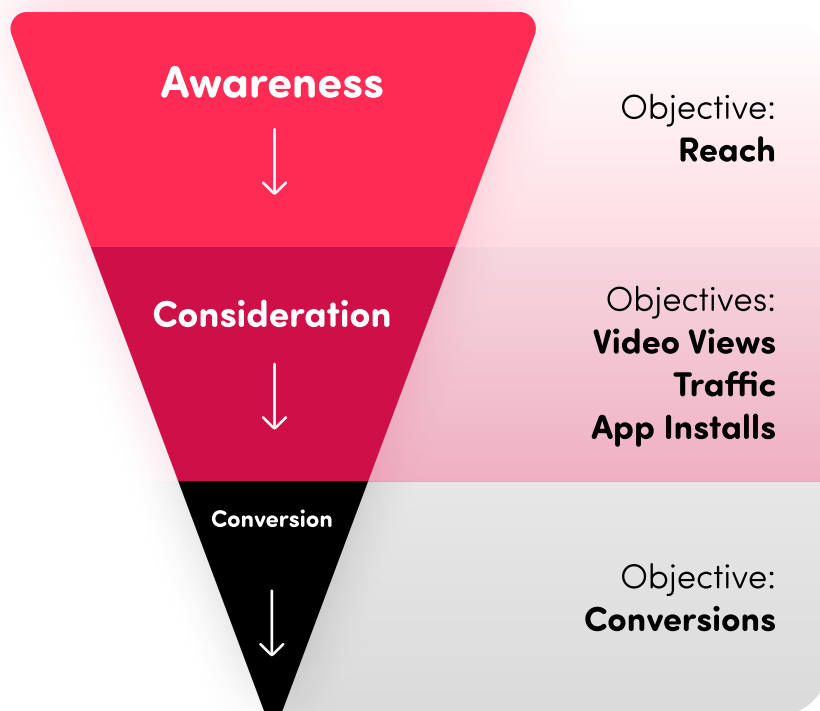 Awareness
Objective:
Reach
Consideration
Objectives:
Video Views
Traffic
App Installs
Conversion
Objective:
Conversions